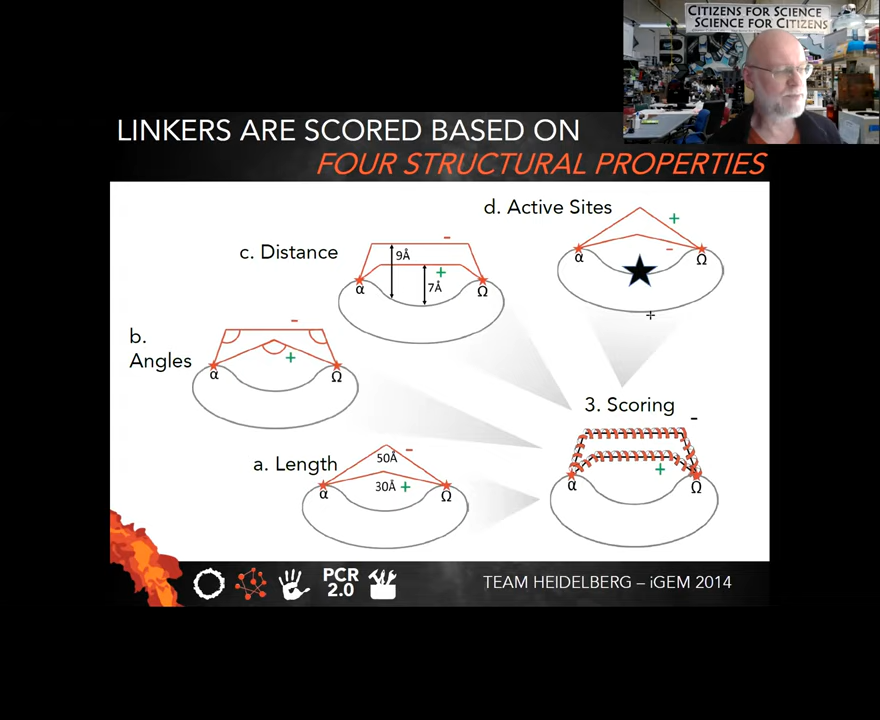 CITIZENS FOR SCIENCE
SCIENCE FOR CITIZENS
LINKERS ARE SCORED BASED ON
FOUR STRUCTURAL PROPERTIES
d. Active Sites
+
-
α
Ω
c. Distance
-
9Å
+
7Å
α
Ω
b.
Angles
-
+
α
Ω
3. Scoring
-
+
α
Ω
a. Length
50Å
-
30Å +
α
Ω
PCR
2.0
TEAM HEIDELBERG – iGEM 2014